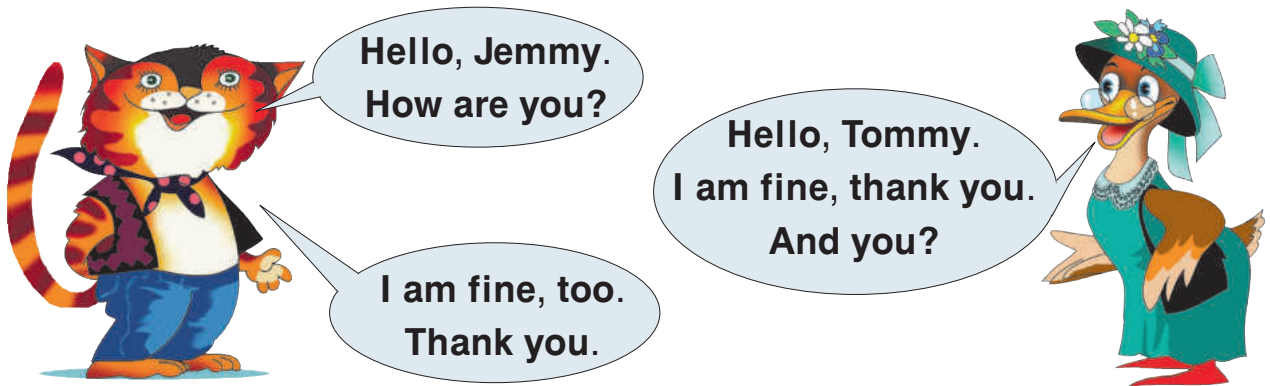 Hello, Jemmy.
How are you?
Hello, Tommy.
I am fine, thank you.
And you?
I am fine, too.
Thank you.